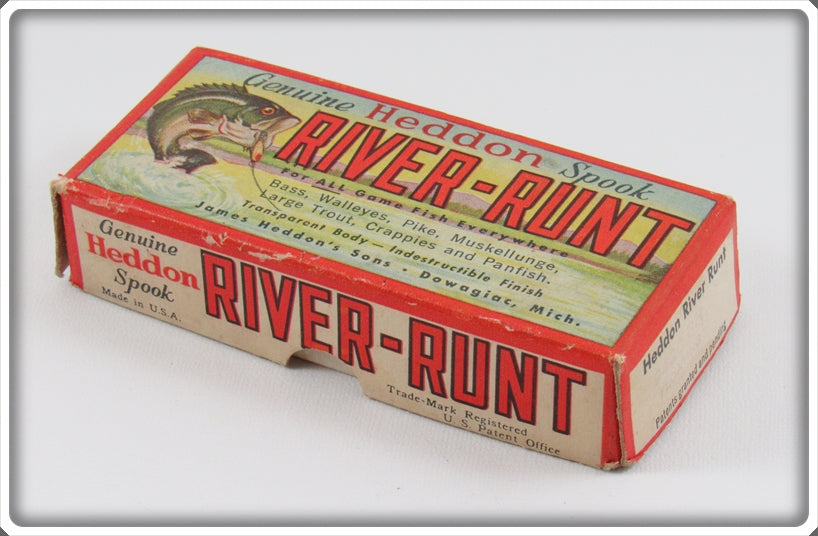 Genuine Heddon Spook
RIVER-RUNT
For ALL Game Fish Everywhere
Bass, Walleyes, Pike, Muskellunge,
Large Trout, Crappies and Panfish.
Transparent Body — Indestructible Finish
James Heddon's Sons · Dowagiac, Mich.
Genuine
Heddon
Spook
Made in U.S.A.
RIVER-RUNT
Trade-Mark Registered
U. S. Patent Office
Heddon River Runt
Patents granted and pending